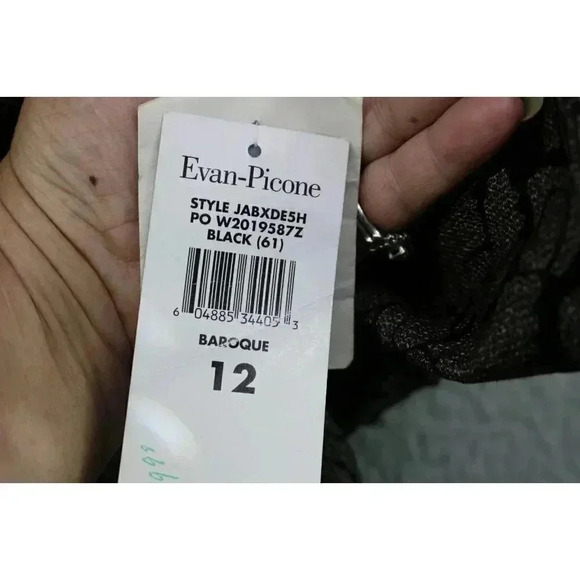 Evan-Picone
STYLE JABXDE5H
PO W2019587Z
BLACK (61)
6 04885 34405 3
BAROQUE
12